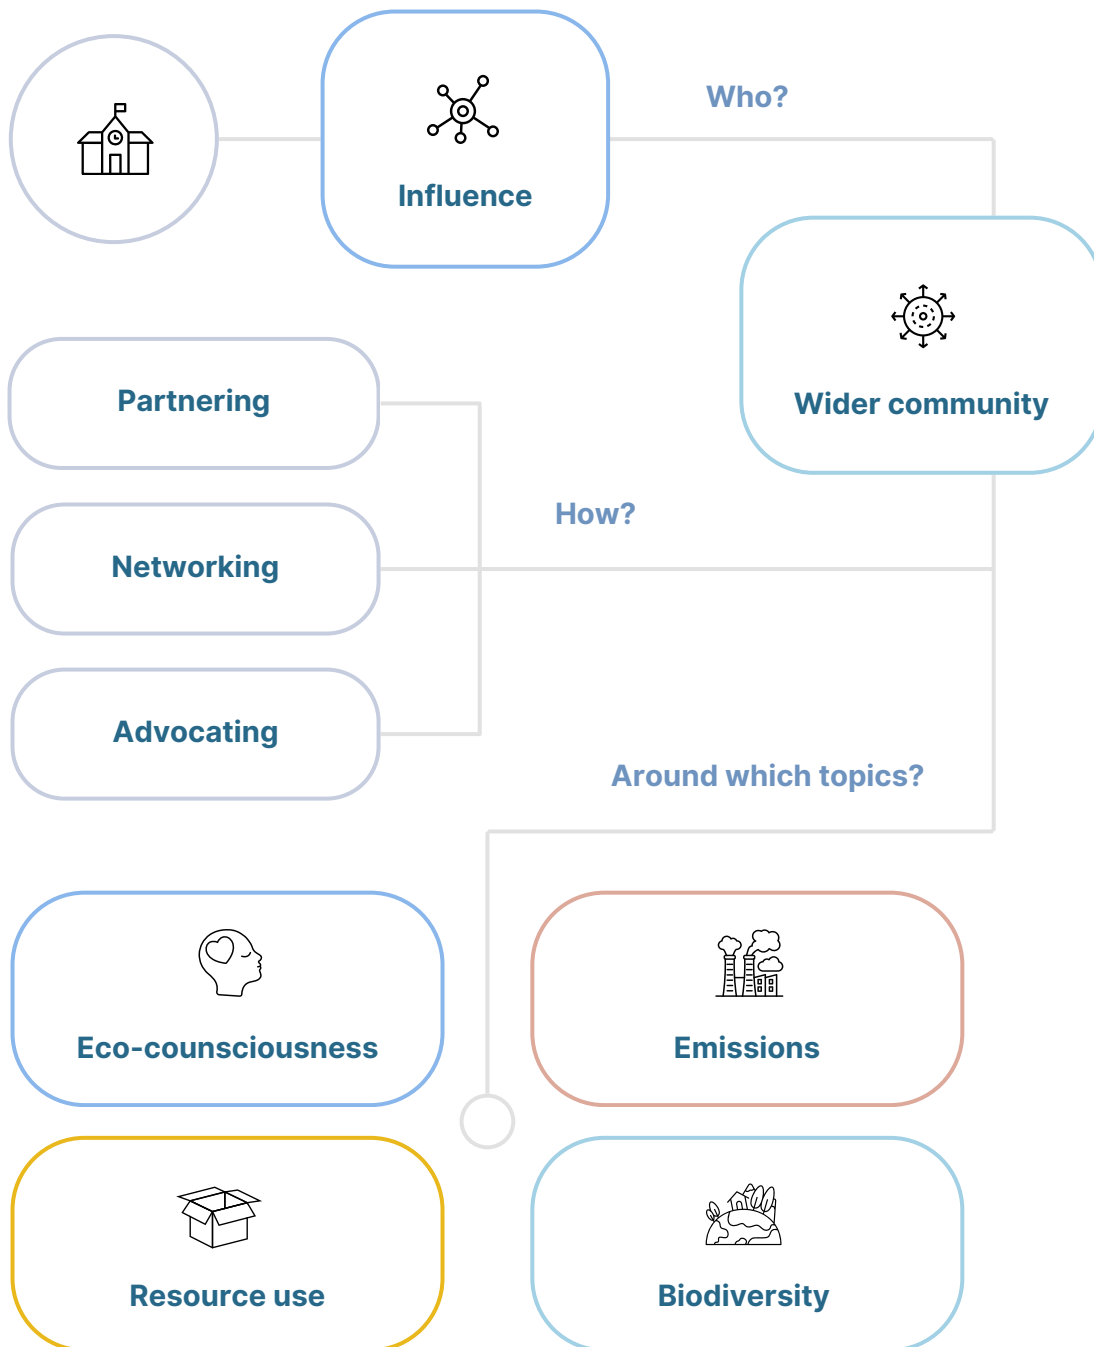 Who?
Influence
Wider community
Partnering
How?
Networking
Advocating
Around which topics?
Eco-counsciousness
Emissions
Resource use
Biodiversity